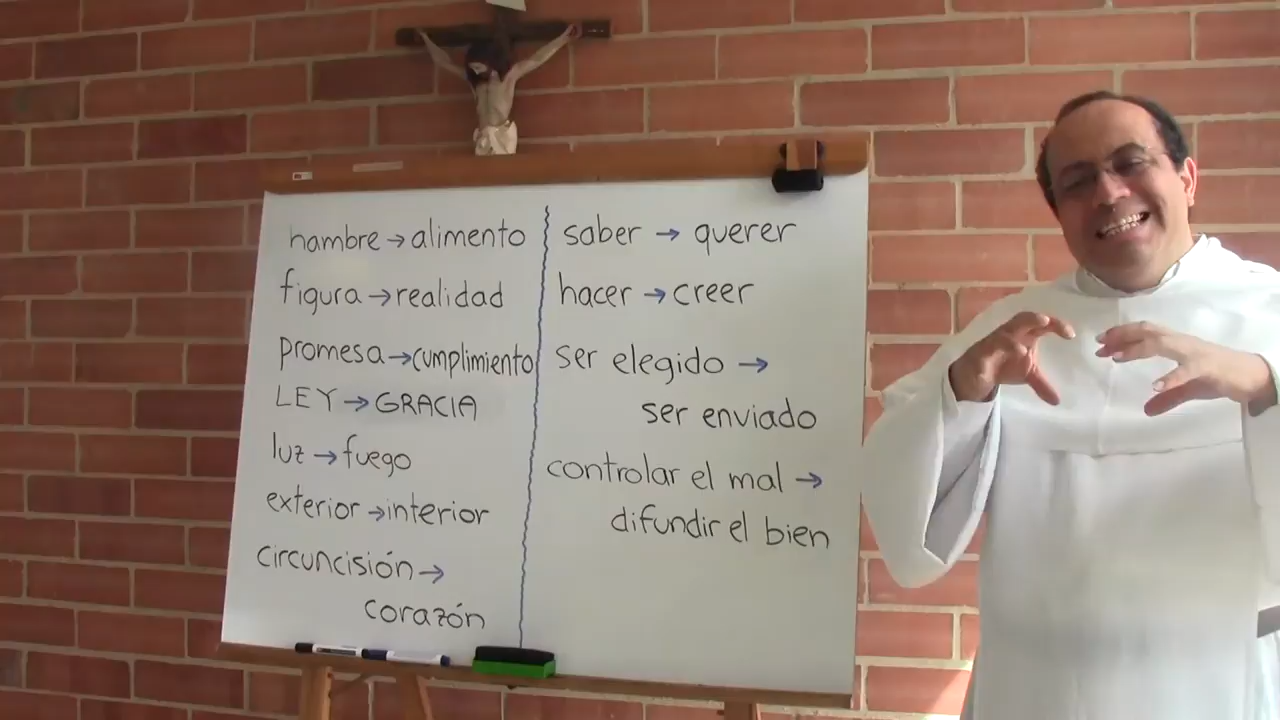 hambre → alimento
figura → realidad
promesa → cumplimiento
LEY → GRACIA
luz → fuego
exterior → interior
circuncisión →
corazón
saber → querer
hacer → creer
ser elegido →
ser enviado
controlar el mal →
difundir el bien